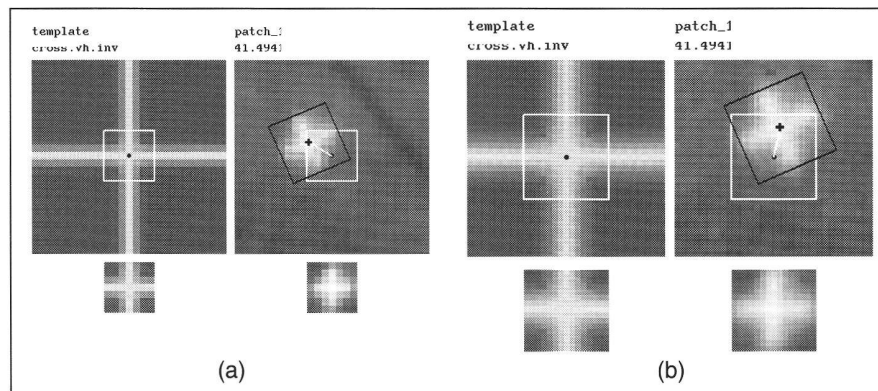 template patch_1
cross.vh.inv 41.4941
template patch_1
cross.vh.inv 41.4941
(a)
(b)